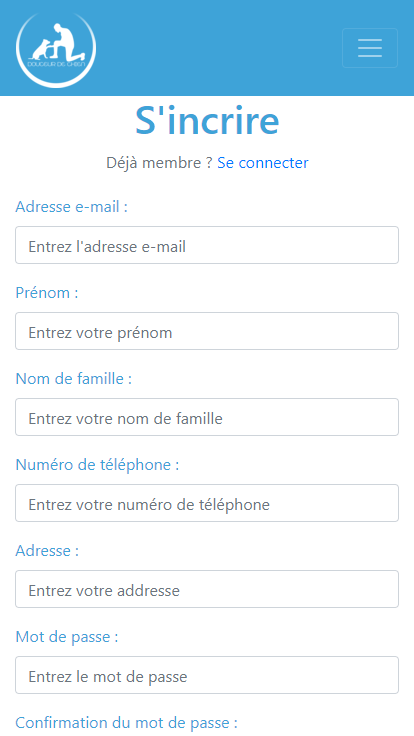 DOUCEUR DE CHIEN
S'incrire
Déjà membre ? Se connecter
Adresse e-mail :
Entrez l'adresse e-mail
Prénom :
Entrez votre prénom
Nom de famille :
Entrez votre nom de famille
Numéro de téléphone :
Entrez votre numéro de téléphone
Adresse :
Entrez votre addresse
Mot de passe :
Entrez le mot de passe
Confirmation du mot de passe :